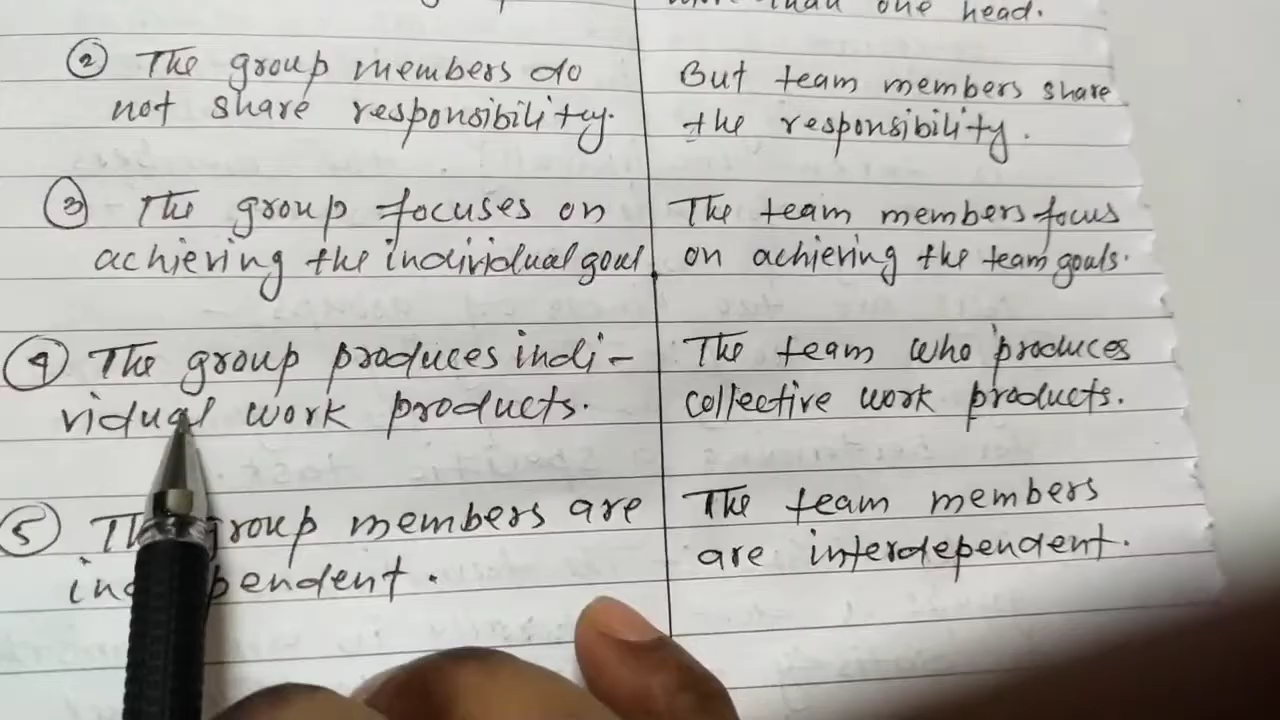 than one head.
② The group members do
not share responsibility.
But team members share
the responsibility.
③ The group focuses on
achieving the individual goal
The team members focus
on achieving the team goals.
④ The group produces indi-
vidual work products.
The team who produces
collective work products.
⑤ The group members are
independent.
The team members
are interdependent.